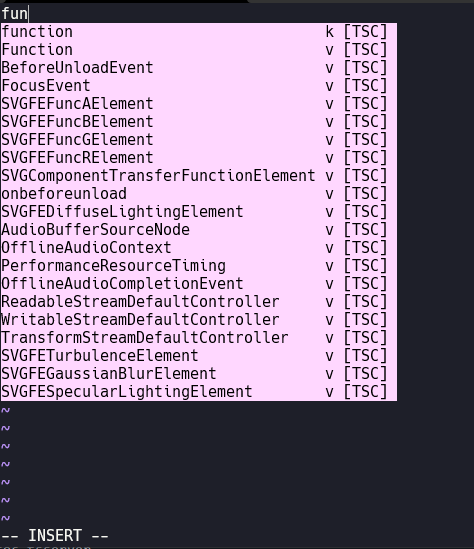 fun
function k [TSC]
Function v [TSC]
BeforeUnloadEvent v [TSC]
FocusEvent v [TSC]
SVGFEFuncAElement v [TSC]
SVGFEFuncBElement v [TSC]
SVGFEFuncGElement v [TSC]
SVGFEFuncRElement v [TSC]
SVGComponentTransferFunctionElement v [TSC]
onbeforeunload v [TSC]
SVGFEDiffuseLightingElement v [TSC]
AudioBufferSourceNode v [TSC]
OfflineAudioContext v [TSC]
PerformanceResourceTiming v [TSC]
OfflineAudioCompletionEvent v [TSC]
ReadableStreamDefaultController v [TSC]
WritableStreamDefaultController v [TSC]
TransformStreamDefaultController v [TSC]
SVGFETurbulenceElement v [TSC]
SVGFEGaussianBlurElement v [TSC]
SVGFESpecularLightingElement v [TSC]
~
~
~
~
~
~
~
-- INSERT --